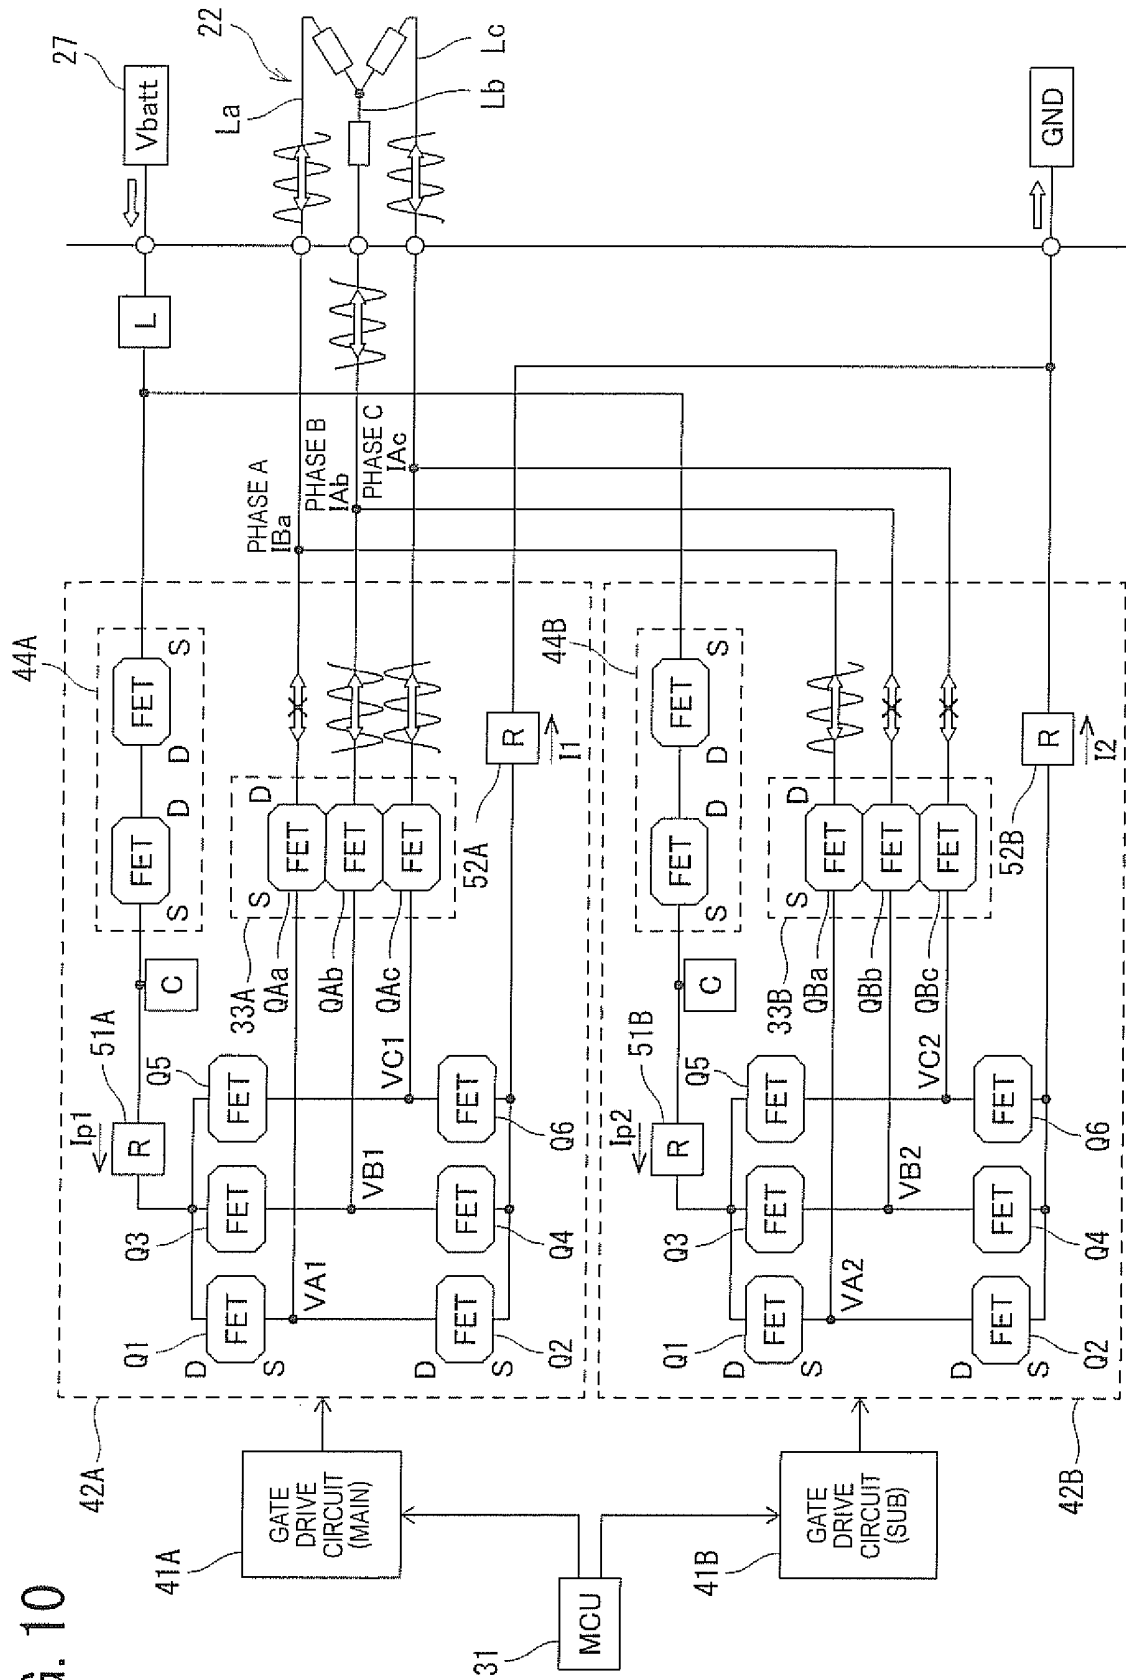 G. 10
27
Vbatt
22
La
Lb
Lc
GND
L
PHASE A
IBa
PHASE B
IAb
PHASE C
IAc
44A
S
FET
D
D
FET
S
C
51A
Ip1
R
Q5
FET
Q3
FET
Q1
D
FET
S
33A
S
D
QAa
FET
QAb
FET
QAc
FET
VA1
VB1
VC1
FET
Q6
FET
Q4
D
FET
S
Q2
52A
R
I1
42A
GATE
DRIVE
CIRCUIT
(MAIN)
41A
31
MCU
41B
GATE
DRIVE
CIRCUIT
(SUB)
42B
44B
S
FET
D
D
FET
S
C
51B
Ip2
R
Q5
FET
Q3
FET
Q1
D
FET
S
33B
S
D
QBa
FET
QBb
FET
QBc
FET
VA2
VB2
VC2
FET
Q6
FET
Q4
D
FET
S
Q2
52B
R
I2